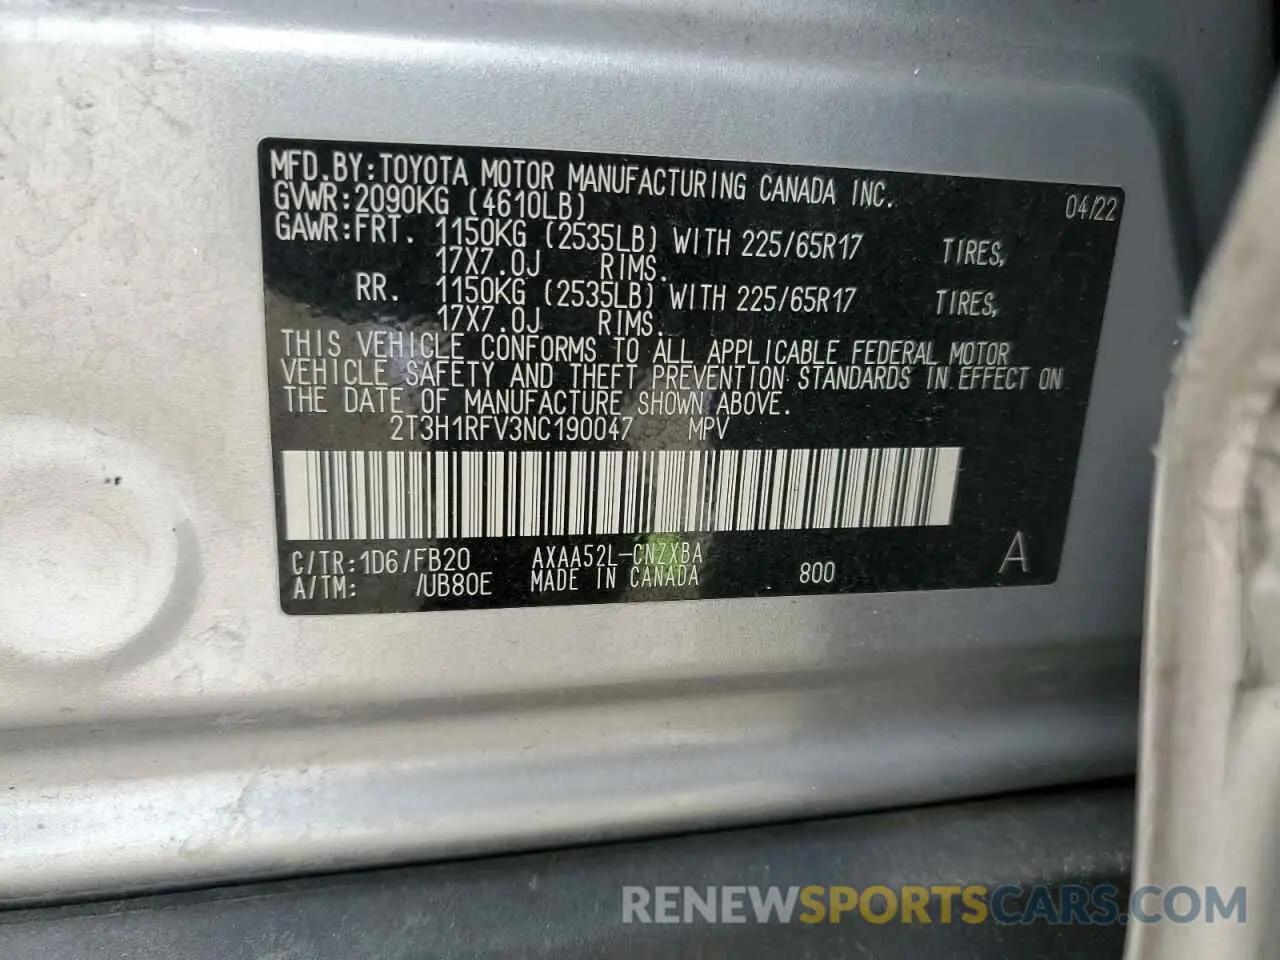 MFD.BY:TOYOTA MOTOR MANUFACTURING CANADA INC. 04/22
GVWR:2090KG (4610LB)
GAWR:FRT. 1150KG (2535LB) WITH 225/65R17 TIRES,
17X7.0J RIMS.
RR. 1150KG (2535LB) WITH 225/65R17 TIRES,
17X7.0J RIMS.
THIS VEHICLE CONFORMS TO ALL APPLICABLE FEDERAL MOTOR
VEHICLE SAFETY AND THEFT PREVENTION STANDARDS IN EFFECT ON
THE DATE OF MANUFACTURE SHOWN ABOVE.
2T3H1RFV3NC190047 MPV
C/TR:1D6/FB20 AXAA52L-CNZXBA
A/TM: /UB80E MADE IN CANADA 800 A
RENEWSPORTSCARS.COM